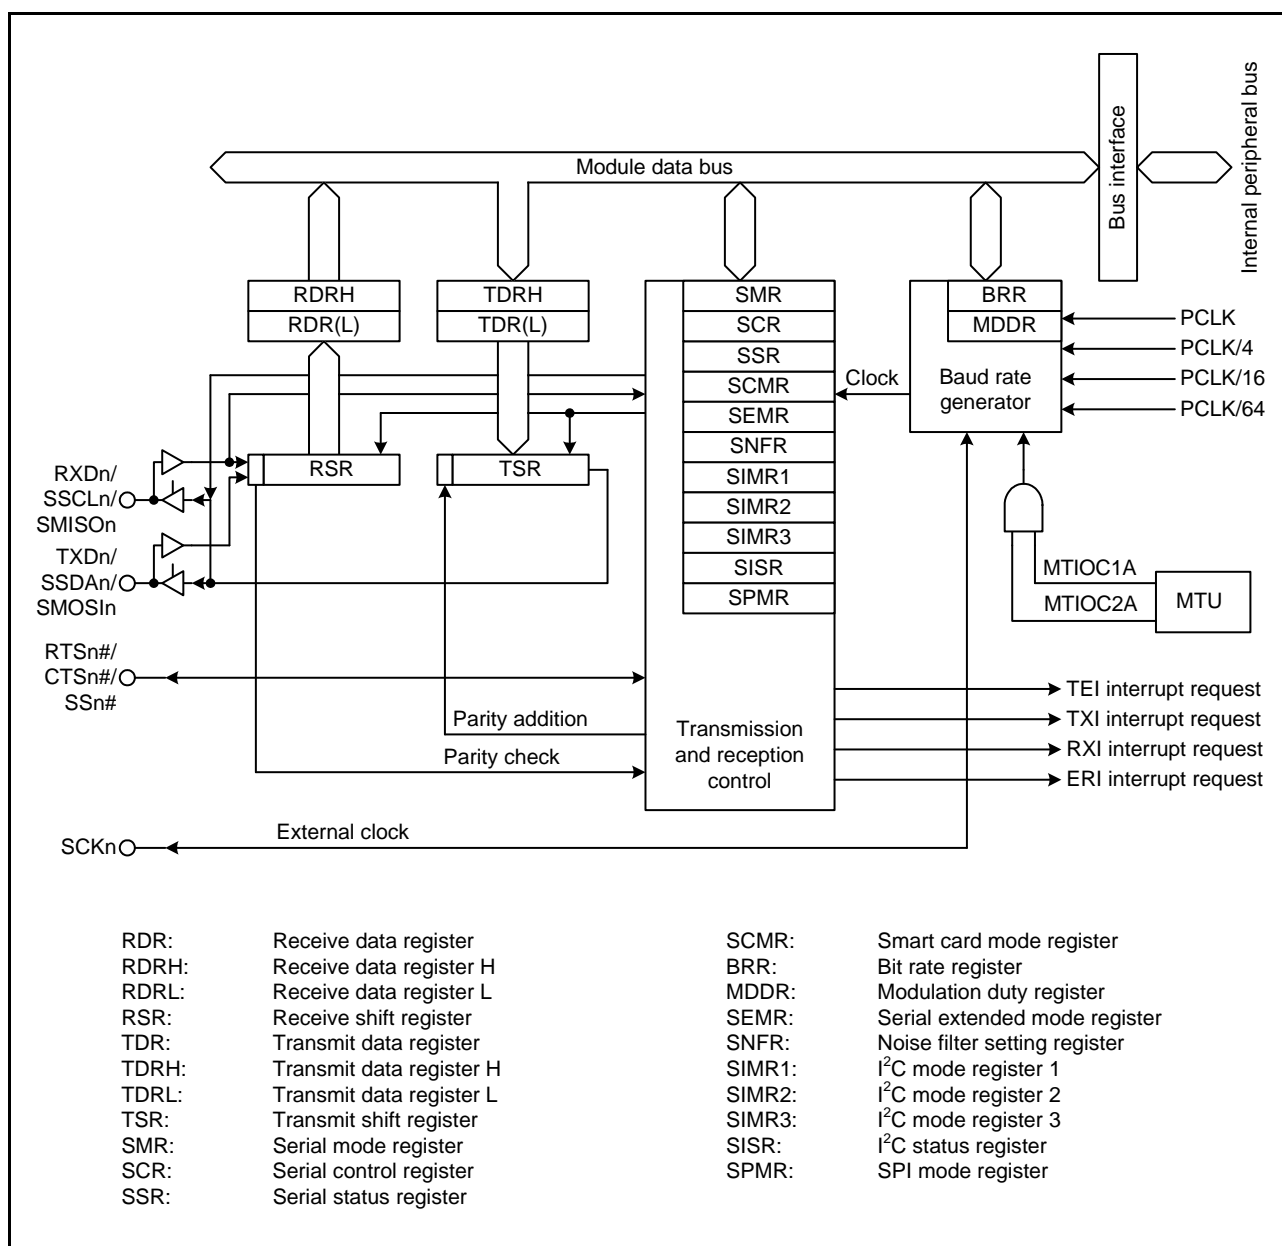 Module data bus
Bus interface
Internal peripheral bus
RDRH
RDR(L)
TDRH
TDR(L)
SMR
SCR
SSR
SCMR
SEMR
SNFR
SIMR1
SIMR2
SIMR3
SISR
SPMR
Transmission
and reception
control
BRR
MDDR
Baud rate
generator
Clock
PCLK
PCLK/4
PCLK/16
PCLK/64
RSR
TSR
RXDn/
SSCLn/
SMISOn
TXDn/
SSDAn/
SMOSIn
RTSn#/
CTSn#/
SSn#
MTIOC1A
MTIOC2A
MTU
Parity addition
Parity check
TEI interrupt request
TXI interrupt request
RXI interrupt request
ERI interrupt request
External clock
SCKn
RDR: Receive data register
RDRH: Receive data register H
RDRL: Receive data register L
RSR: Receive shift register
TDR: Transmit data register
TDRH: Transmit data register H
TDRL: Transmit data register L
TSR: Transmit shift register
SMR: Serial mode register
SCR: Serial control register
SSR: Serial status register
SCMR: Smart card mode register
BRR: Bit rate register
MDDR: Modulation duty register
SEMR: Serial extended mode register
SNFR: Noise filter setting register
SIMR1: I²C mode register 1
SIMR2: I²C mode register 2
SIMR3: I²C mode register 3
SISR: I²C status register
SPMR: SPI mode register